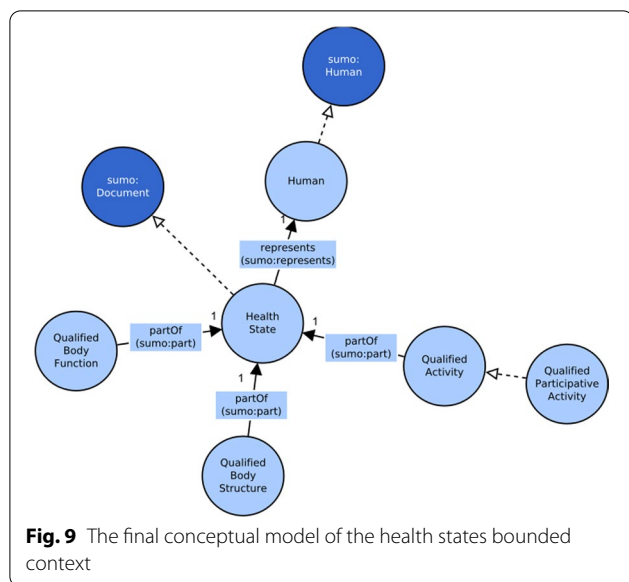 sumo:
Human
sumo:
Document
Human
1
represents
(sumo:represents)
Health
State
1
partOf
(sumo:part)
Qualified
Body
Function
1
partOf
(sumo:part)
Qualified
Activity
Qualified
Participative
Activity
1
partOf
(sumo:part)
Qualified
Body
Structure
Fig. 9 The final conceptual model of the health states bounded
context